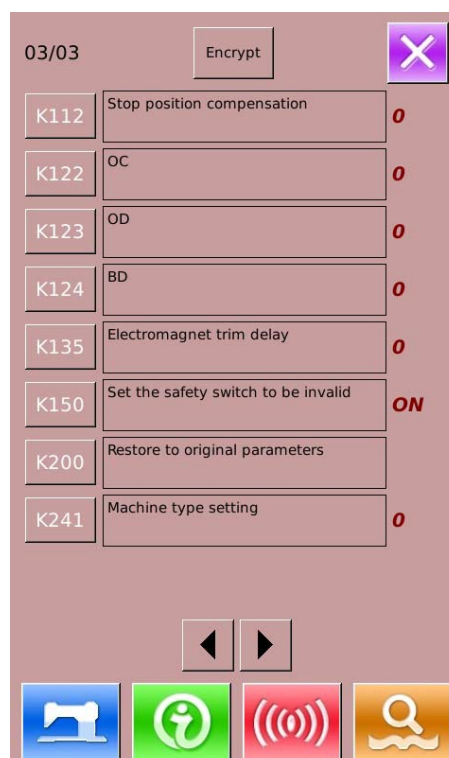 03/03
Encrypt
K112 Stop position compensation 0
K122 OC 0
K123 OD 0
K124 BD 0
K135 Electromagnet trim delay 0
K150 Set the safety switch to be invalid ON
K200 Restore to original parameters
K241 Machine type setting 0